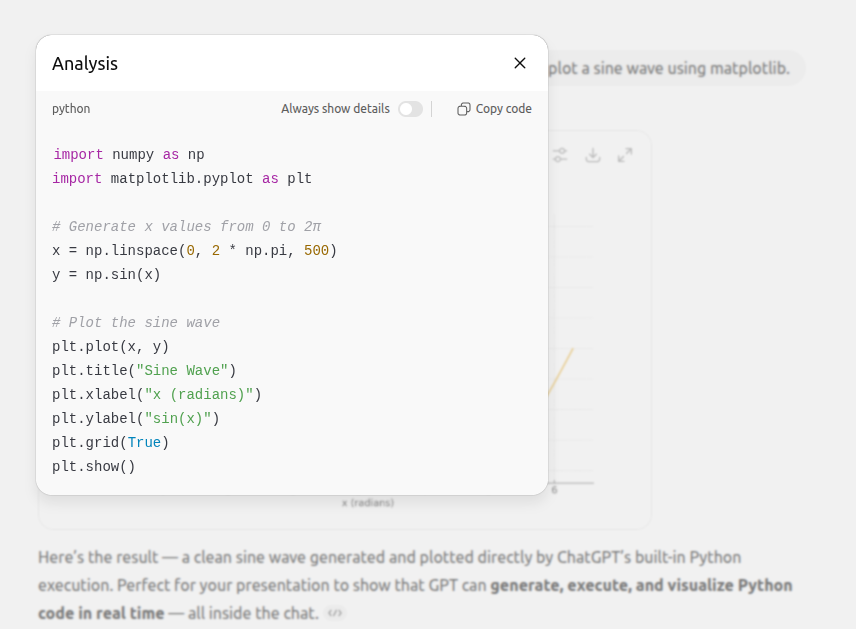 Analysis
plot a sine wave using matplotlib.
python
Always show details
Copy code
import numpy as np
import matplotlib.pyplot as plt
# Generate x values from 0 to 2π
x = np.linspace(0, 2 * np.pi, 500)
y = np.sin(x)
# Plot the sine wave
plt.plot(x, y)
plt.title("Sine Wave")
plt.xlabel("x (radians)")
plt.ylabel("sin(x)")
plt.grid(True)
plt.show()
6
x (radians)
Here's the result — a clean sine wave generated and plotted directly by ChatGPT's built-in Python
execution. Perfect for your presentation to show that GPT can generate, execute, and visualize Python
code in real time — all inside the chat.